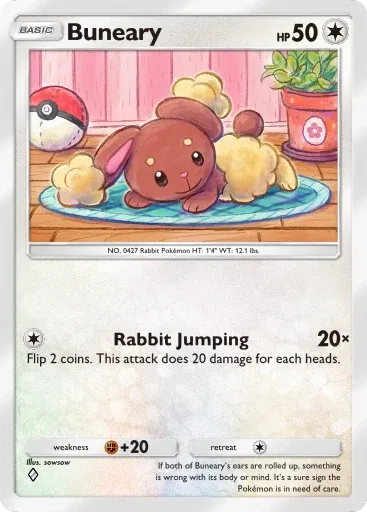 BASIC Buneary HP 50
NO. 0427 Rabbit Pokémon HT: 1'4" WT: 12.1 lbs.
Rabbit Jumping 20×
Flip 2 coins. This attack does 20 damage for each heads.
weakness +20 retreat
Illus. sowsow
If both of Buneary's ears are rolled up, something
is wrong with its body or mind. It's a sure sign the
Pokémon is in need of care.